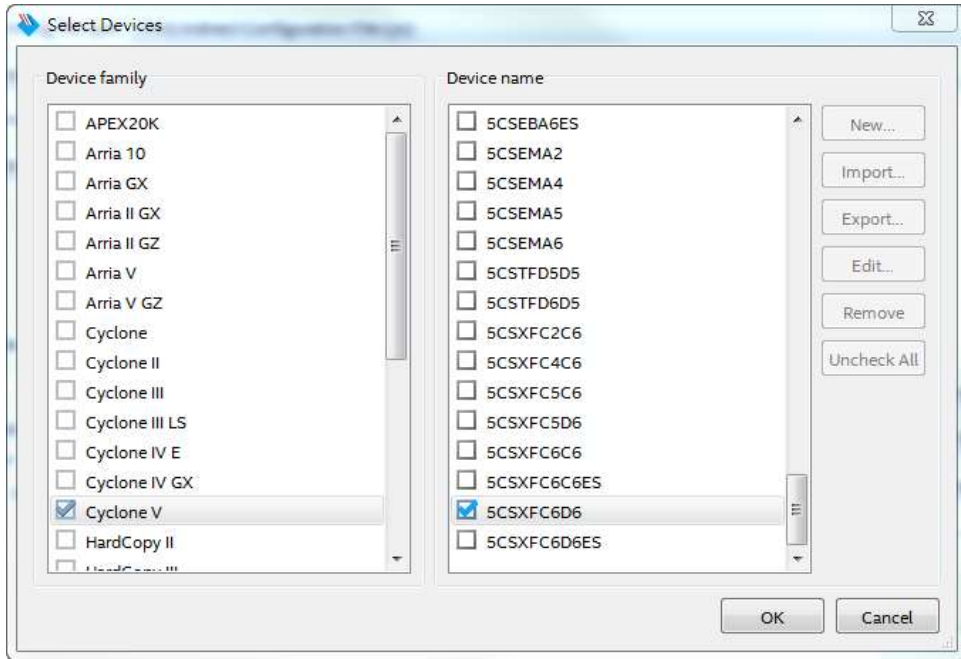 Select Devices
Device family
APEX20K
Arria 10
Arria GX
Arria II GX
Arria II GZ
Arria V
Arria V GZ
Cyclone
Cyclone II
Cyclone III
Cyclone III LS
Cyclone IV E
Cyclone IV GX
Cyclone V
HardCopy II
Device name
5CSEBA6ES
5CSEMA2
5CSEMA4
5CSEMA5
5CSEMA6
5CSTFD5D5
5CSTFD6D5
5CSXFC2C6
5CSXFC4C6
5CSXFC5C6
5CSXFC5D6
5CSXFC6C6
5CSXFC6C6ES
5CSXFC6D6
5CSXFC6D6ES
New...
Import...
Export...
Edit...
Remove
Uncheck All
OK
Cancel